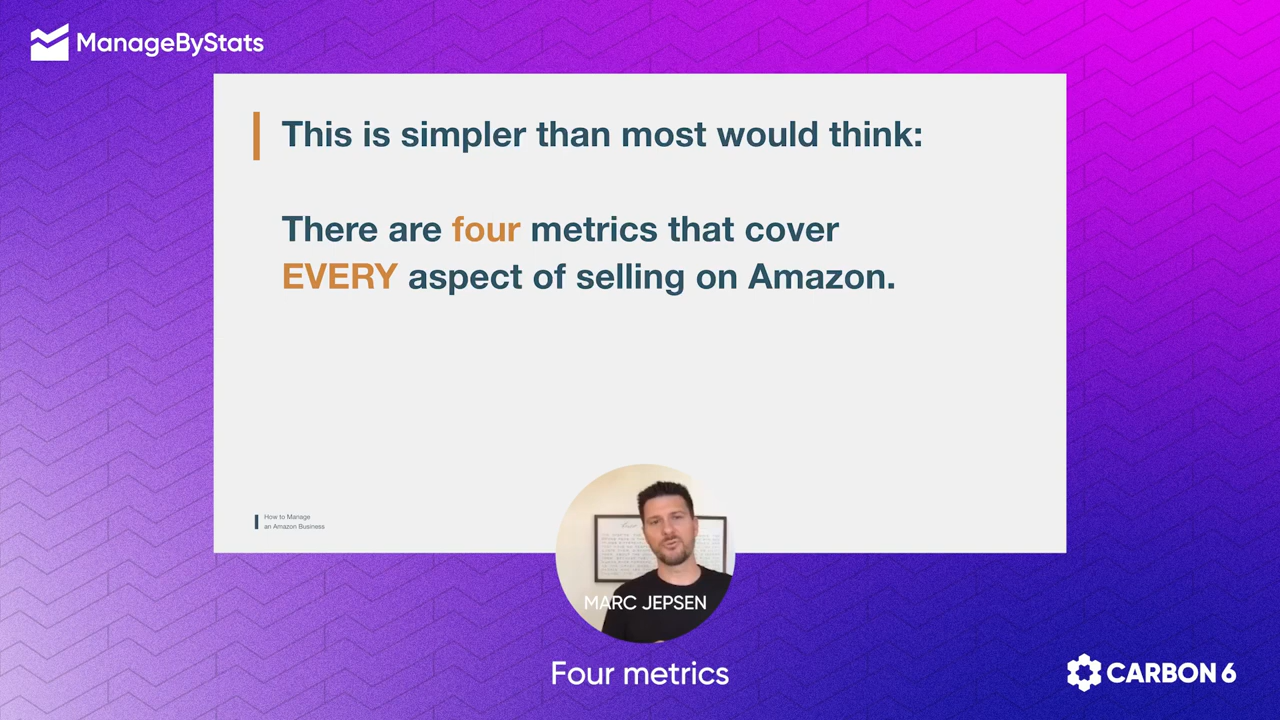 ManageByStats
This is simpler than most would think:
There are four metrics that cover
EVERY aspect of selling on Amazon.
How to Manage
an Amazon Business
MARC JEPSEN
Four metrics
CARBON 6